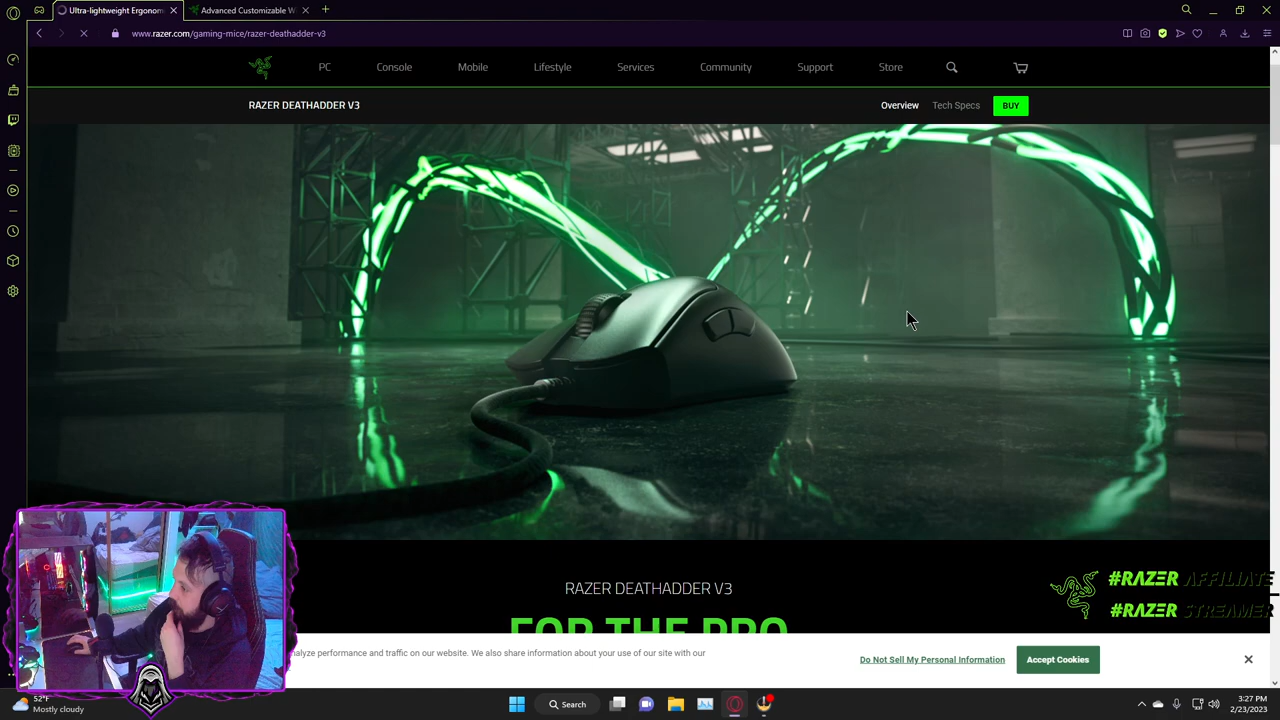 Ultra-lightweight Ergonom
Advanced Customizable W
www.razer.com/gaming-mice/razer-deathadder-v3
PC
Console
Mobile
Lifestyle
Services
Community
Support
Store
RAZER DEATHADDER V3
Overview
Tech Specs
BUY
RAZER DEATHADDER V3
FOR THE PRO
#RAZER AFFILIATE
#RAZER STREAMER
alyze performance and traffic on our website. We also share information about your use of our site with our
Do Not Sell My Personal Information
Accept Cookies
52°F
Mostly cloudy
Search
3:27 PM
2/23/2023